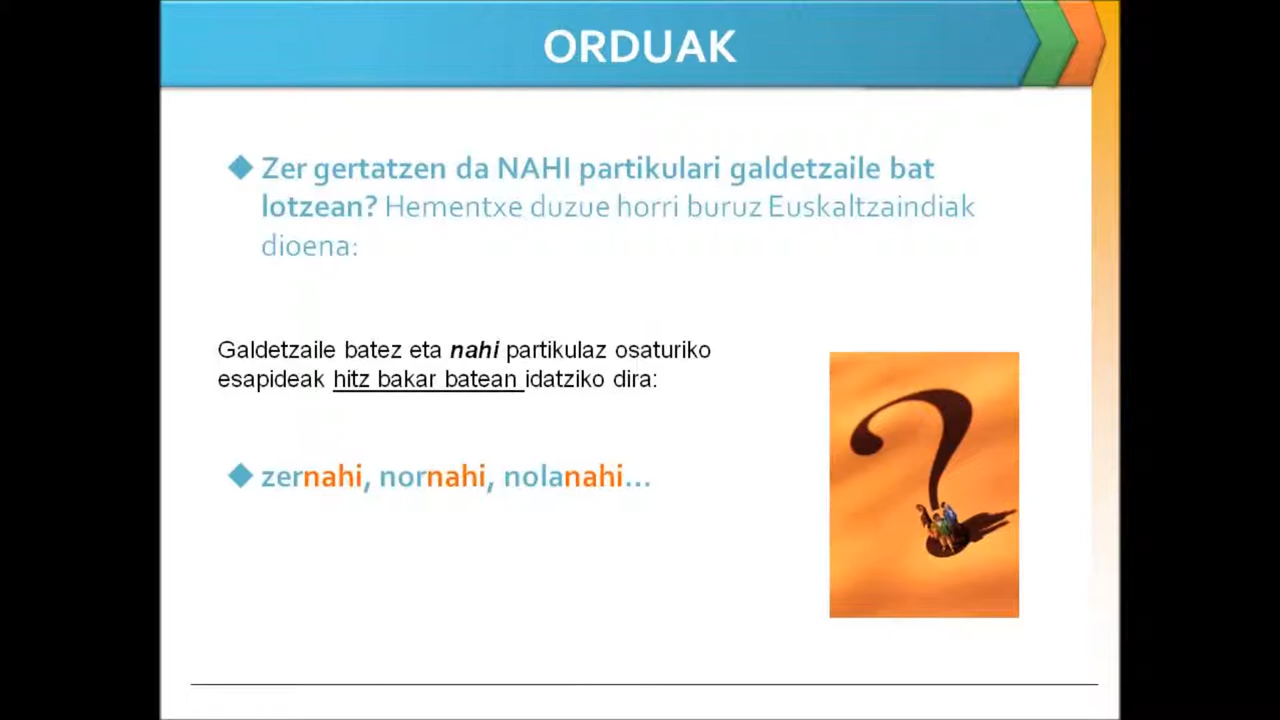 ORDUAK
Zer gertatzen da NAHI partikulari galdetzaile bat
lotzean? Hementxe duzue horri buruz Euskaltzaindiak
dioena:
Galdetzaile batez eta nahi partikulaz osaturiko
esapideak hitz bakar batean idatziko dira:
zernahi, nornahi, nolanahi...